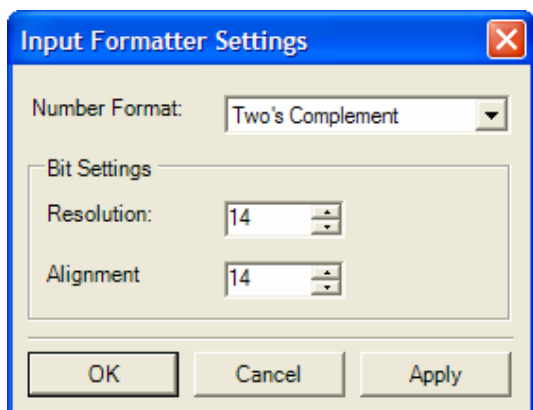 Input Formatter Settings
Number Format: Two's Complement
Bit Settings
Resolution: 14
Alignment 14
OK Cancel Apply